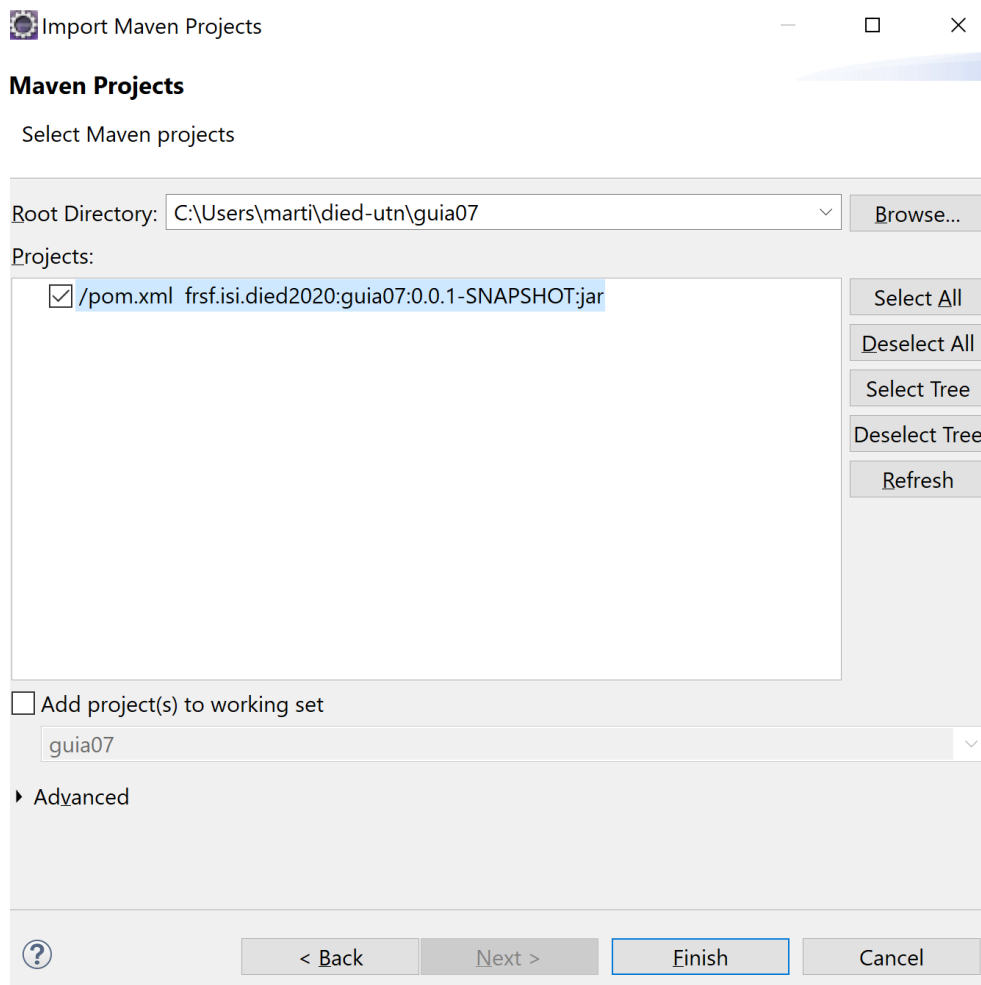 Import Maven Projects
Maven Projects
Select Maven projects
Root Directory: C:\Users\marti\died-utn\guia07 Browse...
Projects:
/pom.xml frsf.isi.died2020:guia07:0.0.1-SNAPSHOT:jar
Select All
Deselect All
Select Tree
Deselect Tree
Refresh
Add project(s) to working set
guia07
Advanced
? < Back Next > Finish Cancel